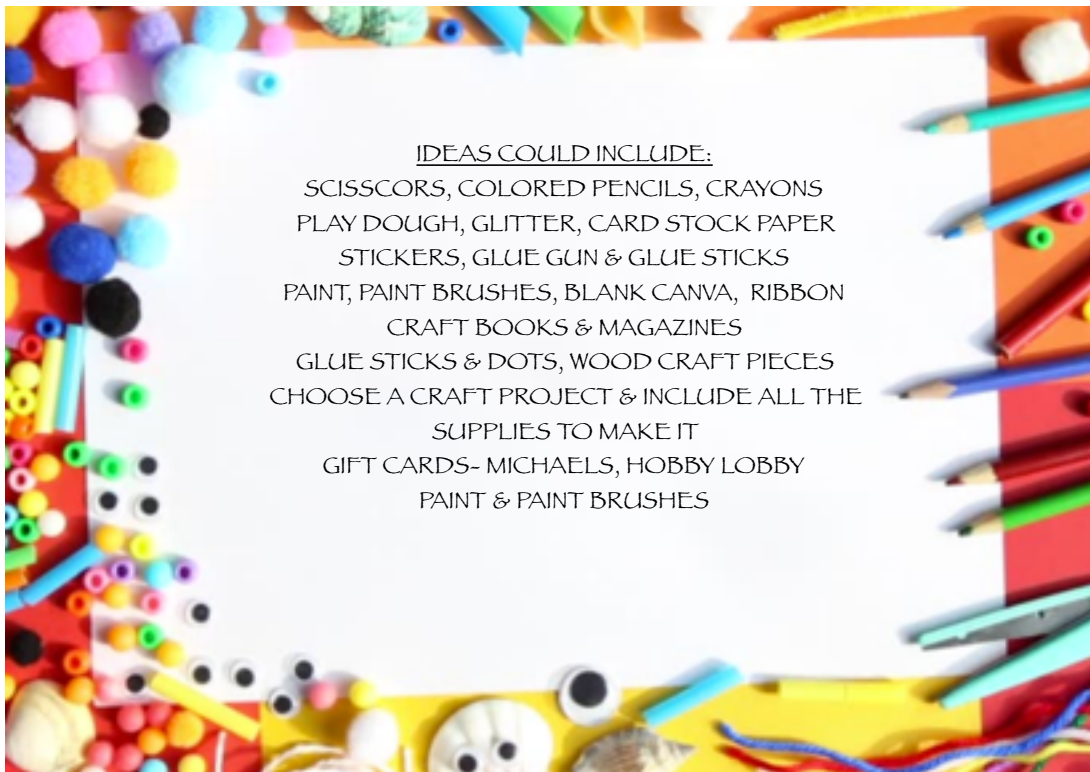 IDEAS COULD INCLUDE:
SCISSCORS, COLORED PENCILS, CRAYONS
PLAY DOUGH, GLITTER, CARD STOCK PAPER
STICKERS, GLUE GUN & GLUE STICKS
PAINT, PAINT BRUSHES, BLANK CANVA, RIBBON
CRAFT BOOKS & MAGAZINES
GLUE STICKS & DOTS, WOOD CRAFT PIECES
CHOOSE A CRAFT PROJECT & INCLUDE ALL THE
SUPPLIES TO MAKE IT
GIFT CARDS- MICHAELS, HOBBY LOBBY
PAINT & PAINT BRUSHES